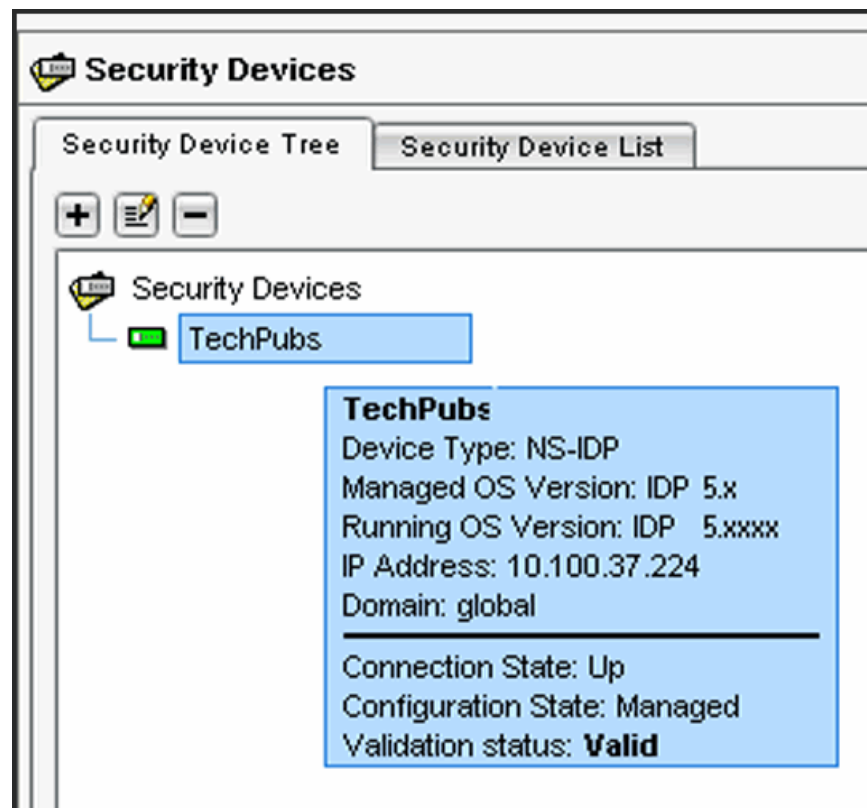 Security Devices
Security Device Tree
Security Device List
Security Devices
TechPubs
TechPubs
Device Type: NS-IDP
Managed OS Version: IDP 5.x
Running OS Version: IDP 5.xxxx
IP Address: 10.100.37.224
Domain: global
Connection State: Up
Configuration State: Managed
Validation status: Valid